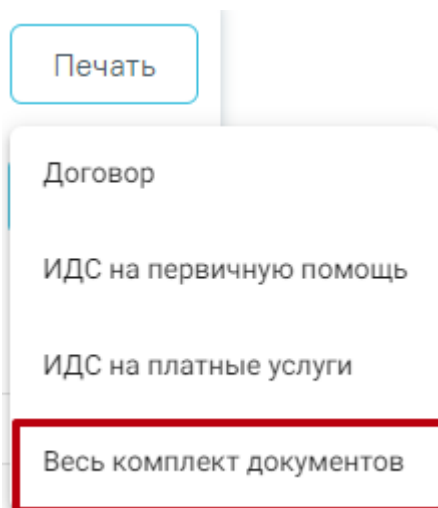 Печать
Договор
ИДС на первичную помощь
ИДС на платные услуги
Весь комплект документов